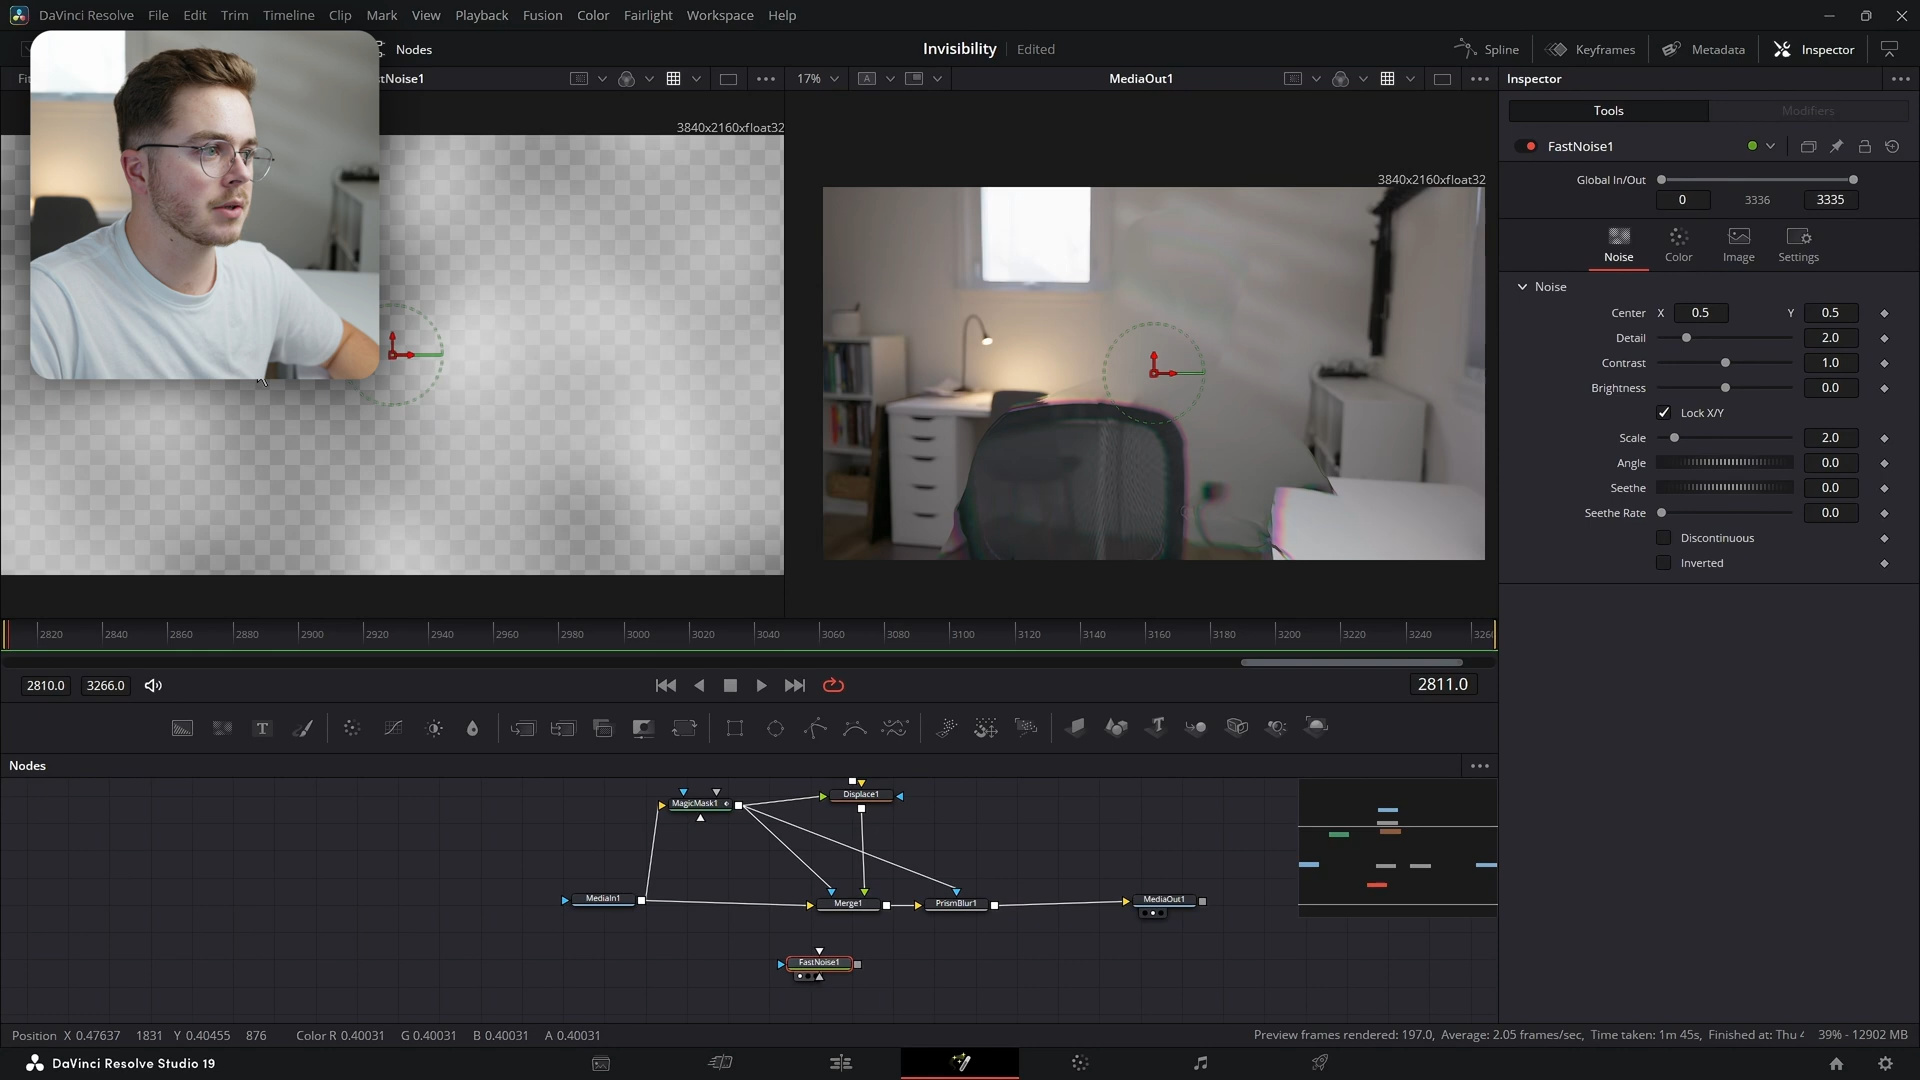 DaVinci Resolve File Edit Trim Timeline Clip Mark View Playback Fusion Color Fairlight Workspace Help
Nodes Invisibility Edited Spline Keyframes Metadata Inspector
Fit tNoise1 17% A MediaOut1 Inspector
Tools Modifiers
3840x2160xfloat32
3840x2160xfloat32
FastNoise1
Global In/Out
0 3336 3335
Noise Color Image Settings
Noise
Center X 0.5 Y 0.5
Detail 2.0
Contrast 1.0
Brightness 0.0
Lock X/Y
Scale 2.0
Angle 0.0
Seethe 0.0
Seethe Rate 0.0
Discontinuous
Inverted
2820 2840 2860 2880 2900 2920 2940 2960 2980 3000 3020 3040 3060 3080 3100 3120 3140 3160 3180 3200 3220 3240 3260
2810.0 3266.0 2811.0
T
Nodes
MagicMask1 Displace1
MediaIn1 Merge1 PrismBlur1 MediaOut1
FastNoise1
Position X 0.47637 1831 Y 0.40455 876 Color R 0.40031 G 0.40031 B 0.40031 A 0.40031 Preview frames rendered: 197.0, Average: 2.05 frames/sec, Time taken: 1m 45s, Finished at: Thu 39% - 12902 MB
DaVinci Resolve Studio 19